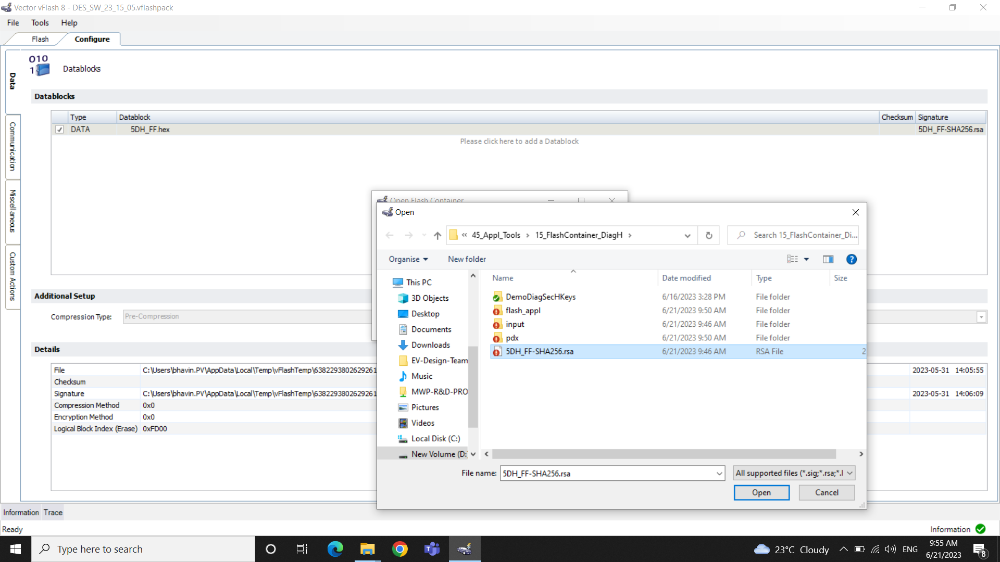 Vector vFlash 8 - DES_SW_23_15_05.vflashpack
File Tools Help
Flash Configure
Data
Communication
Miscellaneous
Custom Actions
010
1
Datablocks
Datablocks
Type Datablock Checksum Signature
DATA 5DH_FF.hex 5DH_FF-SHA256.rsa
Please click here to add a Datablock
Additional Setup
Compression Type: Pre-Compression
Details
File C:\Users\bhavin.PV\AppData\Local\Temp\vFlashTemp\6382293802629261 2023-05-31 14:05:55
Checksum
Signature C:\Users\bhavin.PV\AppData\Local\Temp\vFlashTemp\6382293802629261 2023-05-31 14:06:09
Compression Method 0x0
Encryption Method 0x0
Logical Block Index (Erase) 0xFD00
Open Flash Container
Open
« 45_Appl_Tools › 15_FlashContainer_DiagH ›
Search 15_FlashContainer_Di...
Organise New folder
This PC
3D Objects
Desktop
Documents
Downloads
EV-Design-Team
Music
MWP-R&D-PRO
Pictures
Videos
Local Disk (C:)
New Volume (D:
Name Date modified Type Size
DemoDiagSecHKeys 6/16/2023 3:28 PM File folder
flash_appl 6/21/2023 9:50 AM File folder
input 6/21/2023 9:46 AM File folder
pdx 6/21/2023 9:50 AM File folder
5DH_FF-SHA256.rsa 6/21/2023 9:46 AM RSA File 2
File name: 5DH_FF-SHA256.rsa All supported files (*.sig;*.rsa;*.
Open Cancel
Information Trace
Ready
Information
Type here to search
23°C Cloudy
ENG
9:55 AM
6/21/2023
8